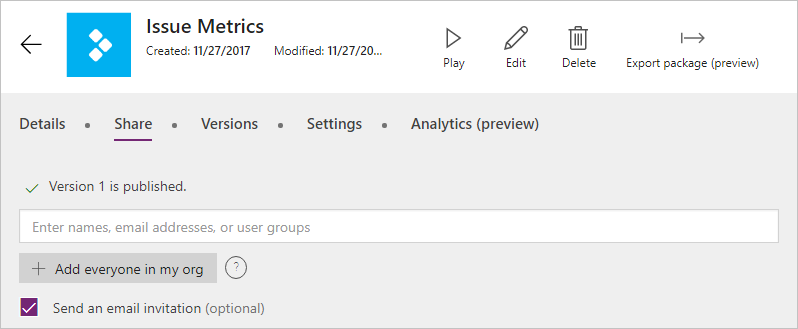 Issue Metrics
Created: 11/27/2017 Modified: 11/27/20...
Play Edit Delete Export package (preview)
Details • Share • Versions • Settings • Analytics (preview)
Version 1 is published.
Enter names, email addresses, or user groups
+ Add everyone in my org ?
Send an email invitation (optional)